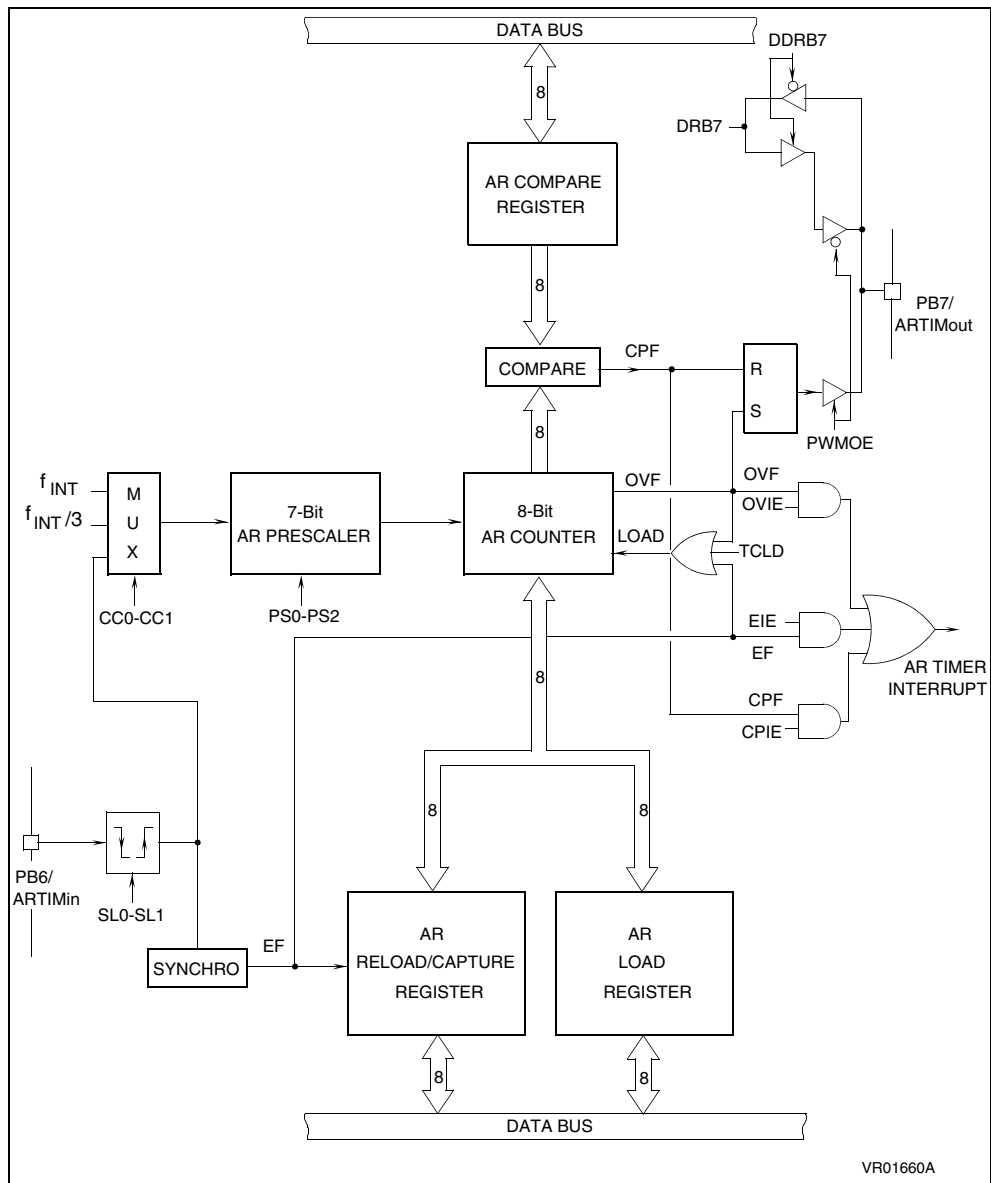 DATA BUS
DDRB7
8
DRB7
AR COMPARE
REGISTER
8
PB7/
ARTIMout
CPF
COMPARE
R
S
8
PWMOE
fINT
fINT/3
M
U
X
7-Bit
AR PRESCALER
8-Bit
AR COUNTER
OVF
OVF
OVIE
LOAD
TCLD
CC0-CC1
PS0-PS2
EIE
EF
8
AR TIMER
INTERRUPT
CPF
CPIE
8
8
PB6/
ARTIMin
SL0-SL1
EF
SYNCHRO
AR
RELOAD/CAPTURE
REGISTER
AR
LOAD
REGISTER
8
8
DATA BUS
VR01660A